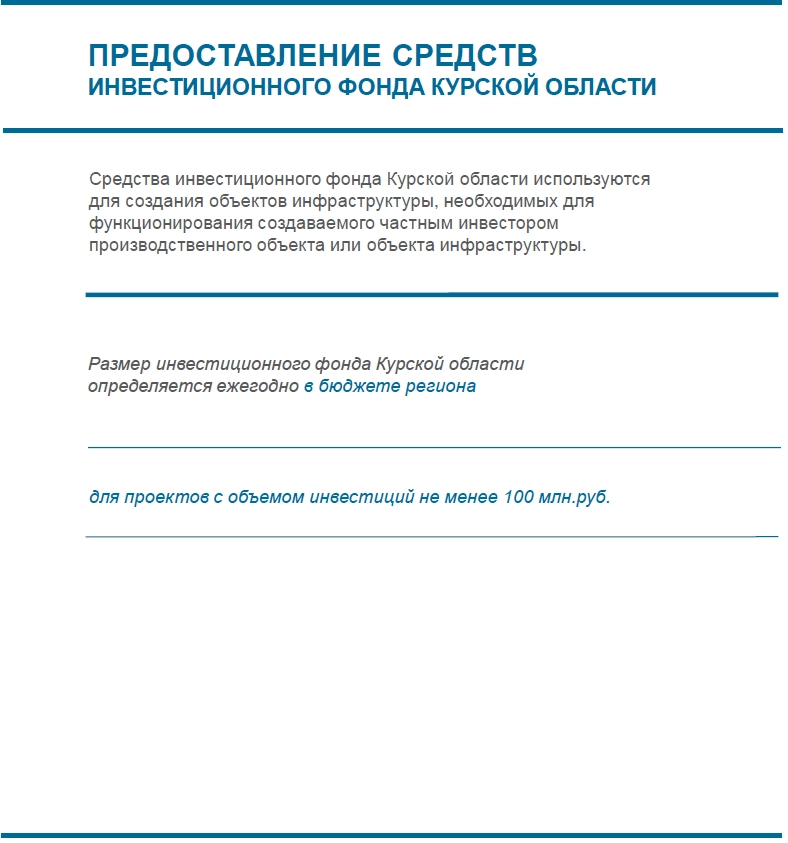 ПРЕДОСТАВЛЕНИЕ СРЕДСТВ
ИНВЕСТИЦИОННОГО ФОНДА КУРСКОЙ ОБЛАСТИ
Средства инвестиционного фонда Курской области используются
для создания объектов инфраструктуры, необходимых для
функционирования создаваемого частным инвестором
производственного объекта или объекта инфраструктуры.
Размер инвестиционного фонда Курской области
определяется ежегодно в бюджете региона
для проектов с объемом инвестиций не менее 100 млн.руб.